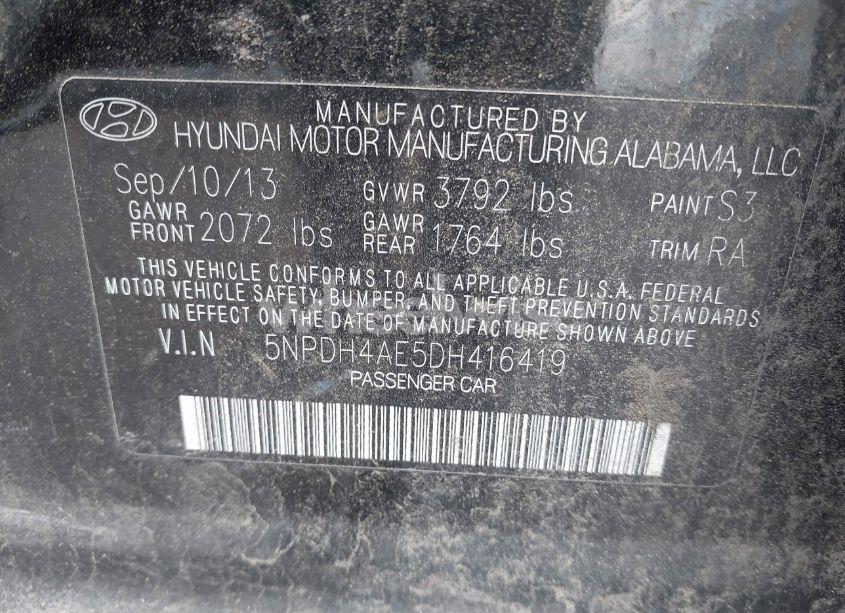 MANUFACTURED BY
HYUNDAI MOTOR MANUFACTURING ALABAMA, LLC
Sep/10/13 GVWR 3792 lbs PAINT S3
GAWR FRONT 2072 lbs GAWR REAR 1764 lbs TRIM RA
THIS VEHICLE CONFORMS TO ALL APPLICABLE U.S.A. FEDERAL
MOTOR VEHICLE SAFETY, BUMPER, AND THEFT PREVENTION STANDARDS
IN EFFECT ON THE DATE OF MANUFACTURE SHOWN ABOVE
V.I.N 5NPDH4AE5DH416419
PASSENGER CAR